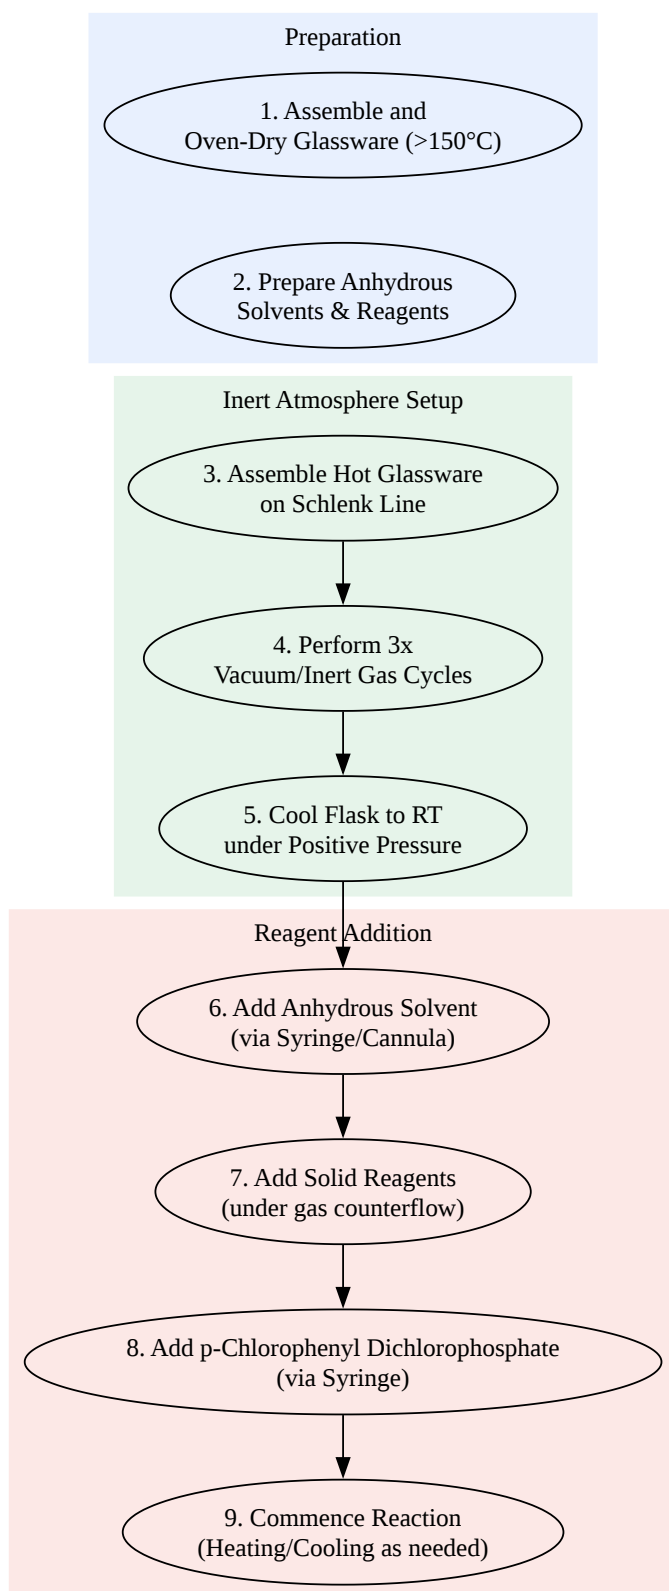 Preparation
1. Assemble and
Oven-Dry Glassware (>150°C)
2. Prepare Anhydrous
Solvents & Reagents
Inert Atmosphere Setup
3. Assemble Hot Glassware
on Schlenk Line
4. Perform 3x
Vacuum/Inert Gas Cycles
5. Cool Flask to RT
under Positive Pressure
Reagent Addition
6. Add Anhydrous Solvent
(via Syringe/Cannula)
7. Add Solid Reagents
(under gas counterflow)
8. Add p-Chlorophenyl Dichlorophosphate
(via Syringe)
9. Commence Reaction
(Heating/Cooling as needed)